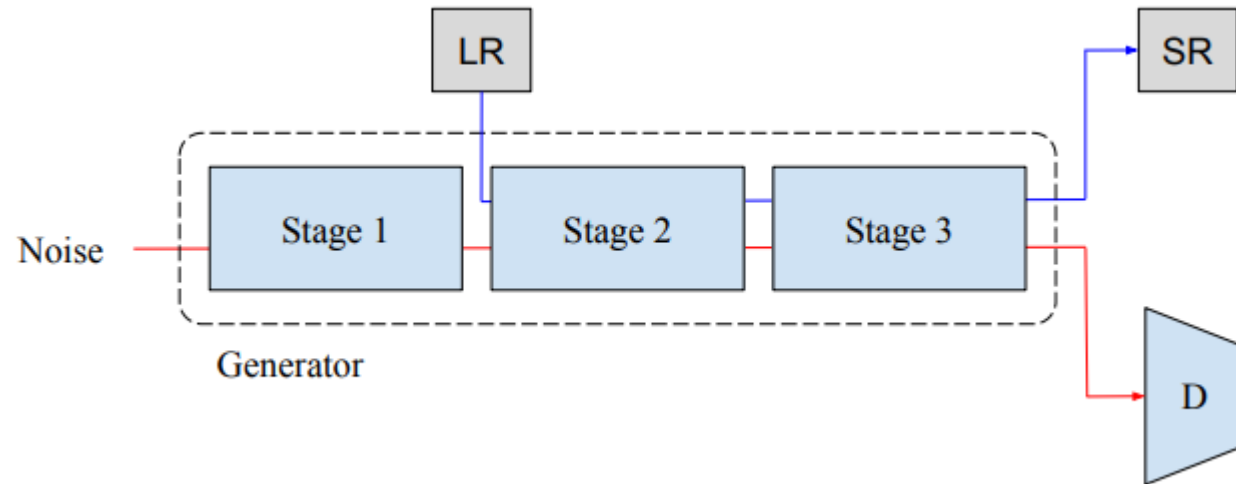 LR
SR
Stage 1
Stage 2
Stage 3
Noise
Generator
D